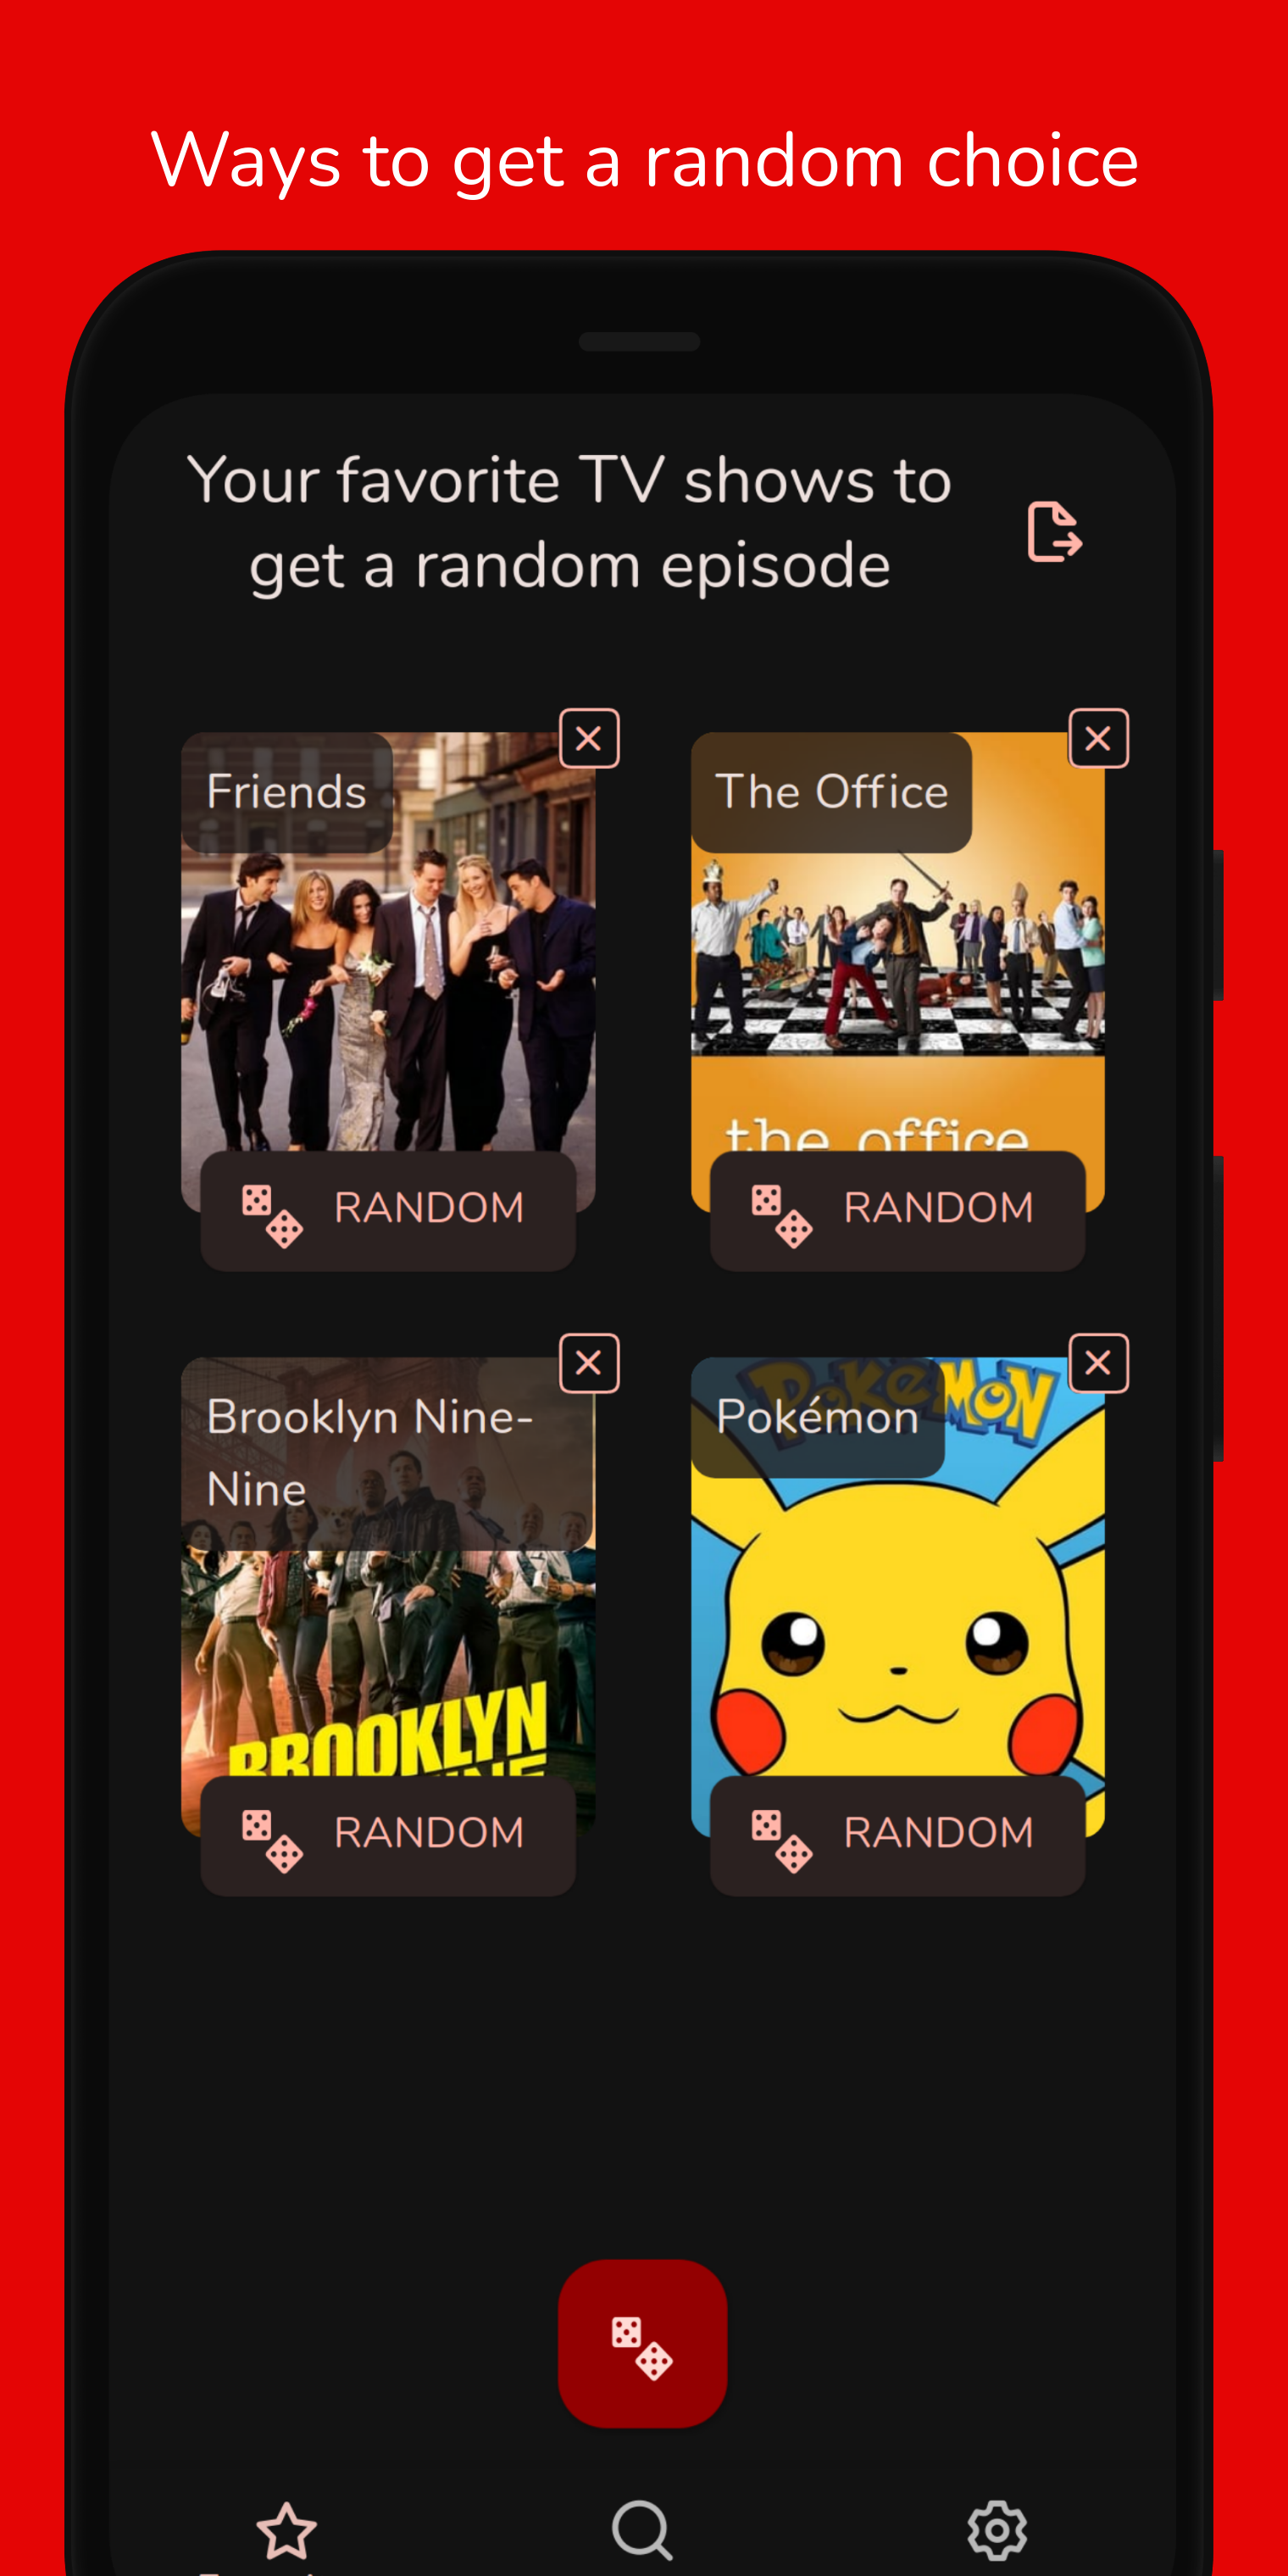 Ways to get a random choice
Your favorite TV shows to
get a random episode
Friends
The Office
the office
RANDOM
RANDOM
Brooklyn Nine-
Nine
Pokémon
POKÉMON
BROOKLYN
NINE
RANDOM
RANDOM